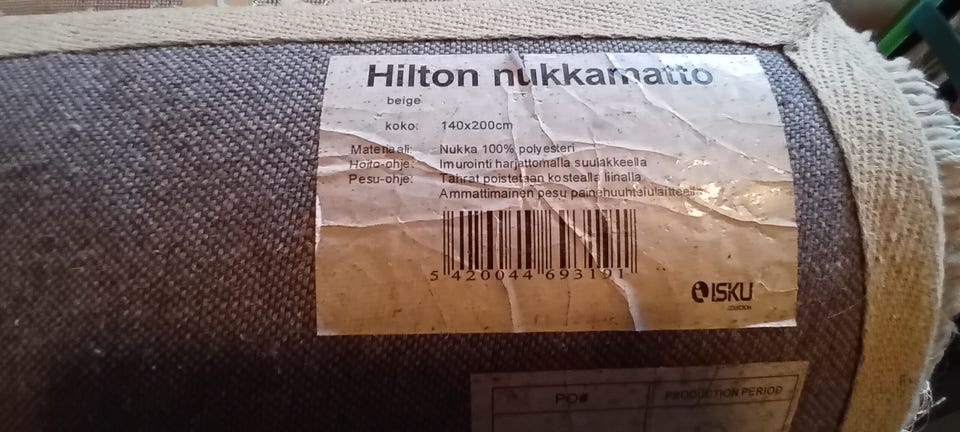 Hilton nukkamatto
beige
koko: 140x200cm
Materiaali: Nukka 100% polyesteri
Hoito-ohje: Imurointi harjattomalla suulakkeella
Pesu-ohje: Tahrat poistetaan kostealla liinalla
Ammattimainen pesu painehuuhtelulaitteella
5 420044 693191
ISKU
COLLECTION
PO# PRODUCTION PERIOD